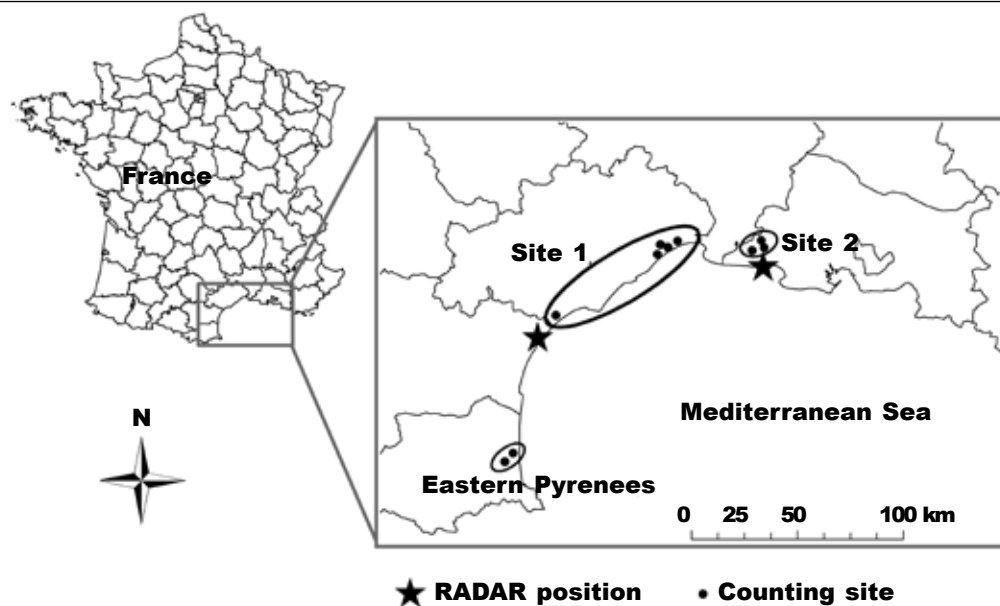 France
Site 1
Site 2
N
Mediterranean Sea
Eastern Pyrenees
0 25 50 100 km
RADAR position
Counting site